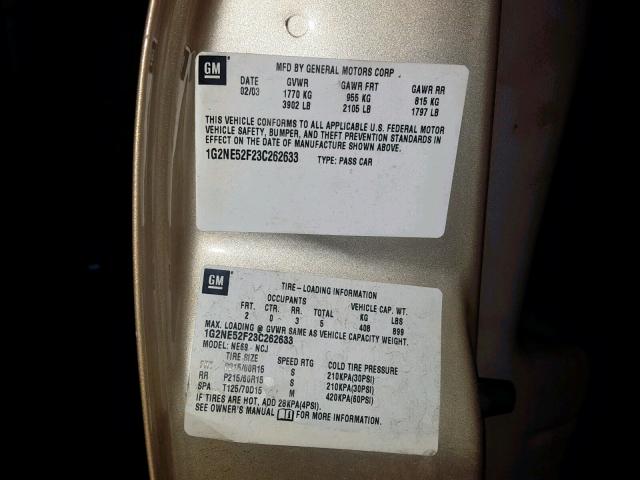 GM
MFD BY GENERAL MOTORS CORP
DATE GVWR GAWR FRT GAWR RR
02/03 1770 KG 955 KG 815 KG
3902 LB 2105 LB 1797 LB
THIS VEHICLE CONFORMS TO ALL APPLICABLE U.S. FEDERAL MOTOR
VEHICLE SAFETY, BUMPER, AND THEFT PREVENTION STANDARDS IN
EFFECT ON THE DATE OF MANUFACTURE SHOWN ABOVE.
1G2NE52F23C262633 TYPE: PASS CAR
GM
TIRE-LOADING INFORMATION
OCCUPANTS VEHICLE CAP. WT.
FRT. CTR. RR. TOTAL KG LBS
2 0 3 5 408 899
MAX. LOADING @ GVWR SAME AS VEHICLE CAPACITY WEIGHT.
1G2NE52F23C262633
MODEL: NE69 NCJ
TIRE SIZE SPEED RTG COLD TIRE PRESSURE
S 210KPA(30PSI)
RR P215/60R15 S 210KPA(30PSI)
SPA T125/70D15 M 420KPA(60PSI)
IF TIRES ARE HOT, ADD 28KPA(4PSI).
SEE OWNER'S MANUAL FOR MORE INFORMATION.